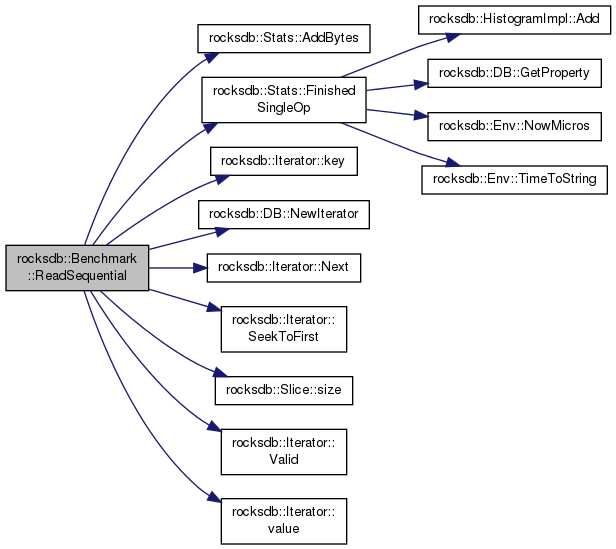 rocksdb::Benchmark
::ReadSequential
rocksdb::Stats::AddBytes
rocksdb::Stats::Finished
SingleOp
rocksdb::Iterator::key
rocksdb::DB::NewIterator
rocksdb::Iterator::Next
rocksdb::Iterator::
SeekToFirst
rocksdb::Slice::size
rocksdb::Iterator::
Valid
rocksdb::Iterator::
value
rocksdb::HistogramImpl::Add
rocksdb::DB::GetProperty
rocksdb::Env::NowMicros
rocksdb::Env::TimeToString